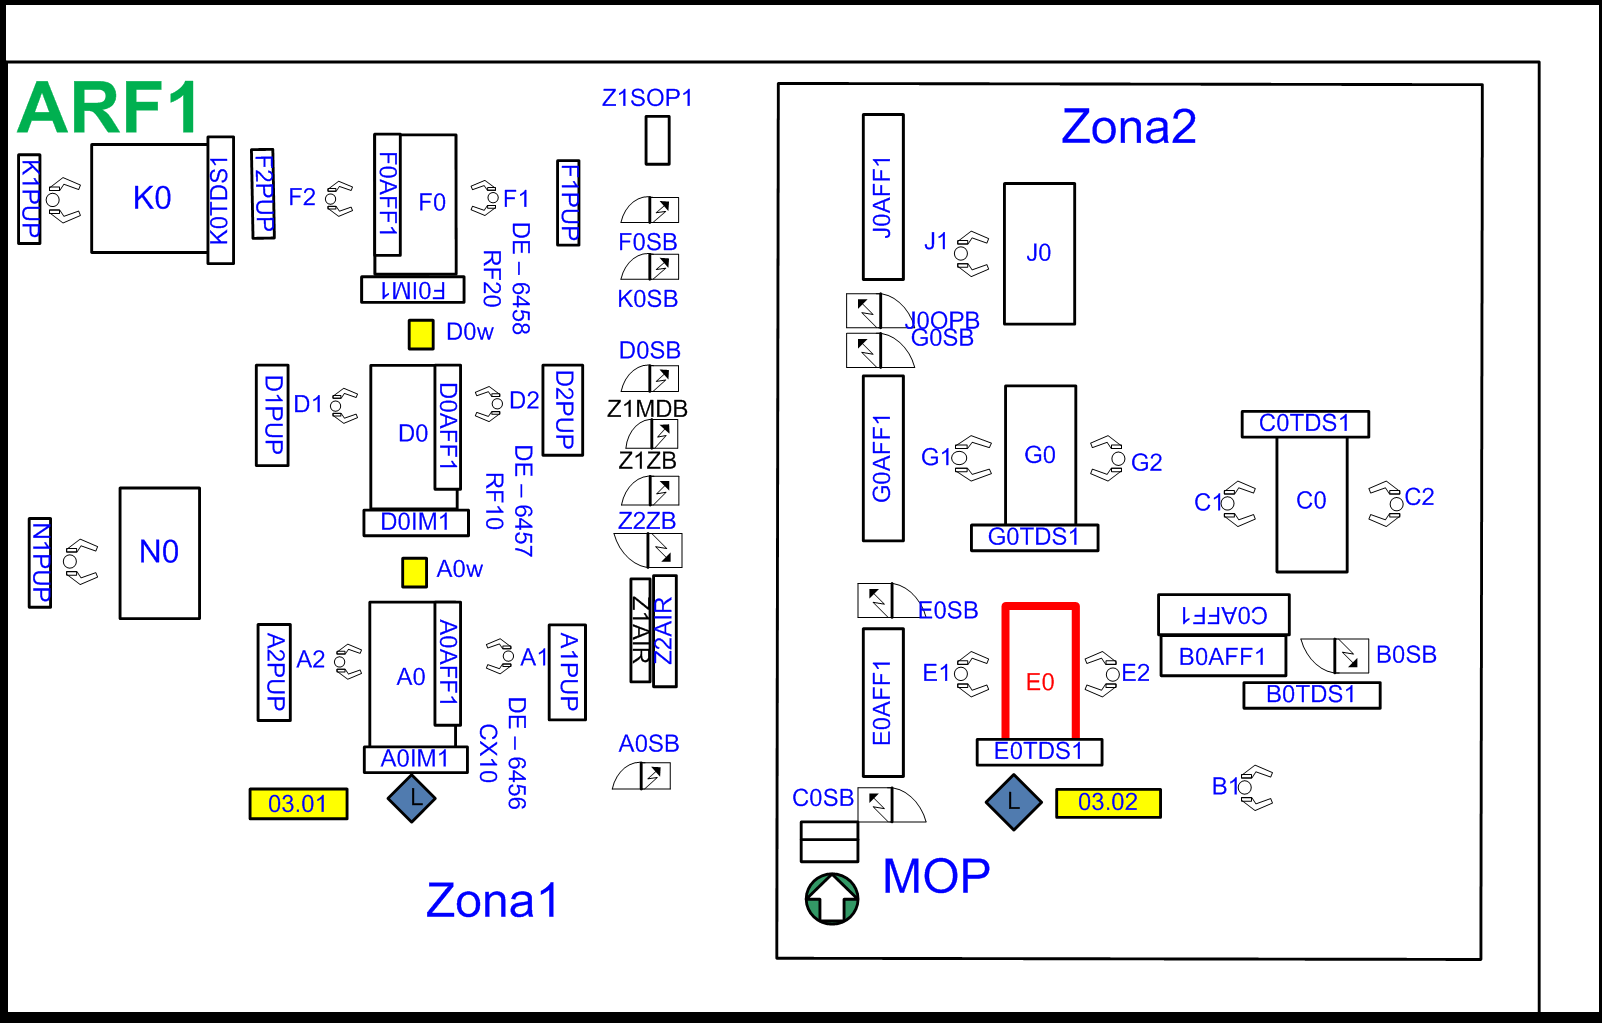 ARF1
Z1SOP1
Zona2
K1PUP
K0
K0TDS1
F2PUP
F2
F0AFF1
F0
F1
F1PUP
F0IM1
DE – 6458
RF20
F0SB
K0SB
J0AFF1
J1
J0
J0OPB
G0SB
D0w
D0SB
Z1MDB
Z1ZB
Z2ZB
D1PUP
D1
D0
D0AFF1
D2
D2PUP
D0IM1
DE – 6457
RF10
G0AFF1
G1
G0
G2
G0TDS1
C0TDS1
C1
C0
C2
N1PUP
N0
A0w
Z1AIR
Z2AIR
A2PUP
A2
A0
A0AFF1
A1
A1PUP
A0IM1
DE – 6456
CX10
A0SB
03.01
L
E0SB
E0AFF1
E1
E0
E2
E0TDS1
C0AFF1
B0AFF1
B0SB
B0TDS1
B1
C0SB
L
03.02
MOP
Zona1